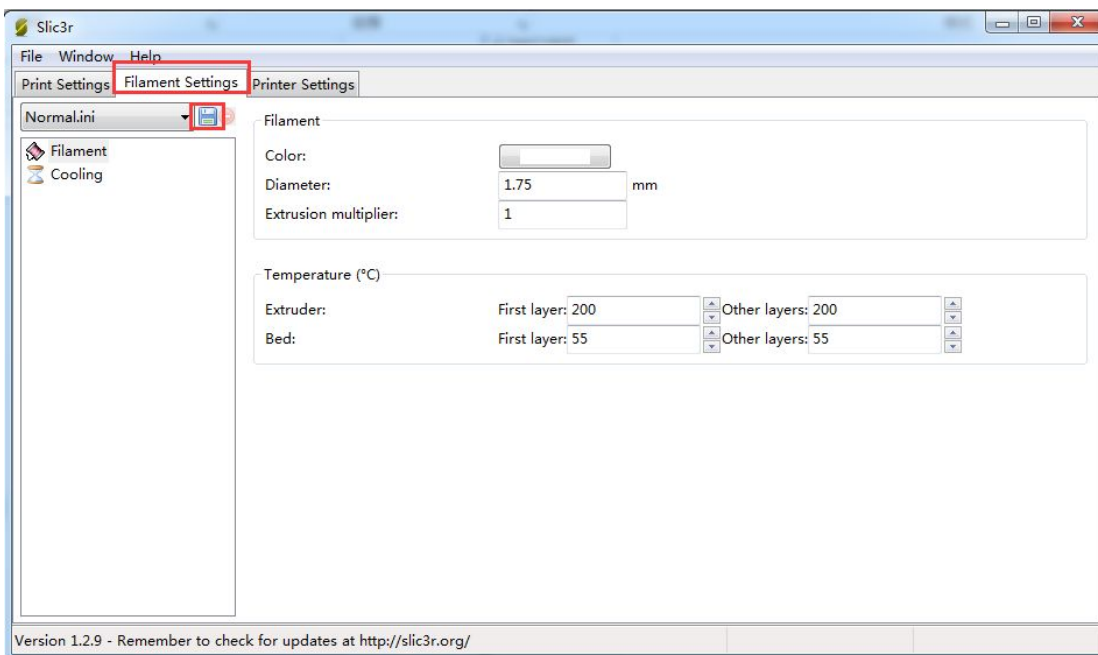 Slic3r
File Window Help
Print Settings Filament Settings Printer Settings
Normal.ini
Filament
Cooling
Filament
Color:
Diameter: 1.75 mm
Extrusion multiplier: 1
Temperature (°C)
Extruder: First layer: 200 Other layers: 200
Bed: First layer: 55 Other layers: 55
Version 1.2.9 - Remember to check for updates at http://slic3r.org/